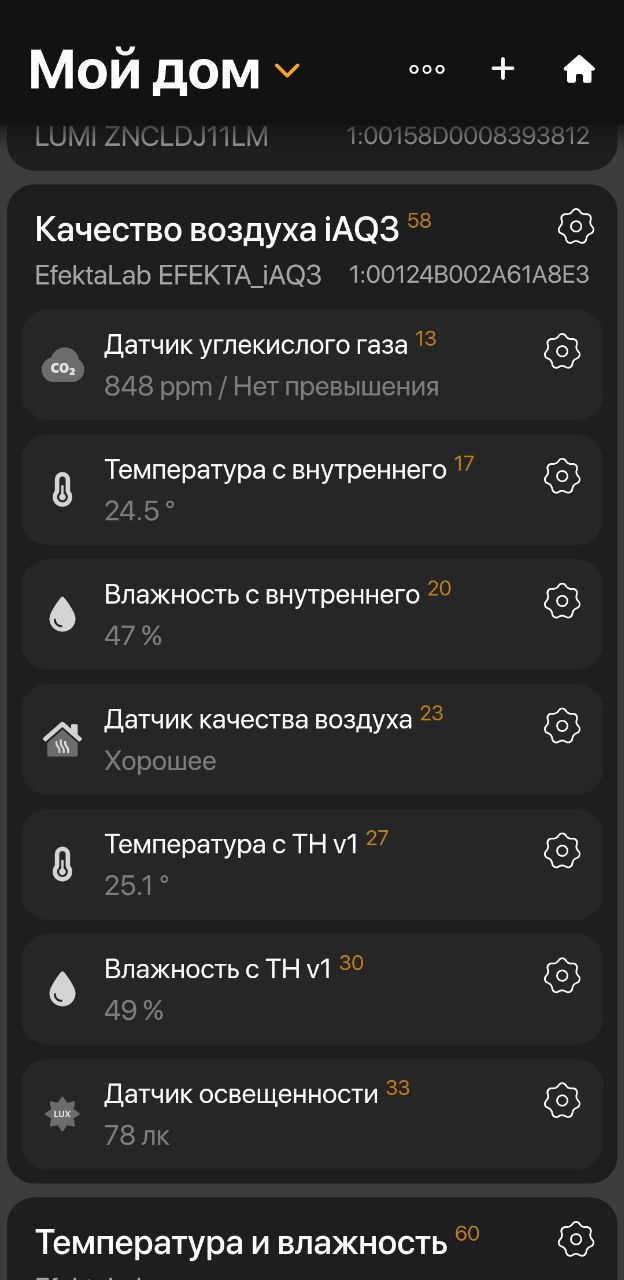 Мой дом
LUMI ZNCLDJ11LM 1:00158D0008393812
Качество воздуха iAQ3 58
EfektaLab EFEKTA_iAQ3 1:00124B002A61A8E3
Датчик углекислого газа 13
CO₂
848 ppm / Нет превышения
Температура с внутреннего 17
24.5 °
Влажность с внутреннего 20
47 %
Датчик качества воздуха 23
Хорошее
Температура с TH v1 27
25.1 °
Влажность с TH v1 30
49 %
Датчик освещенности 33
LUX
78 лк
Температура и влажность 60